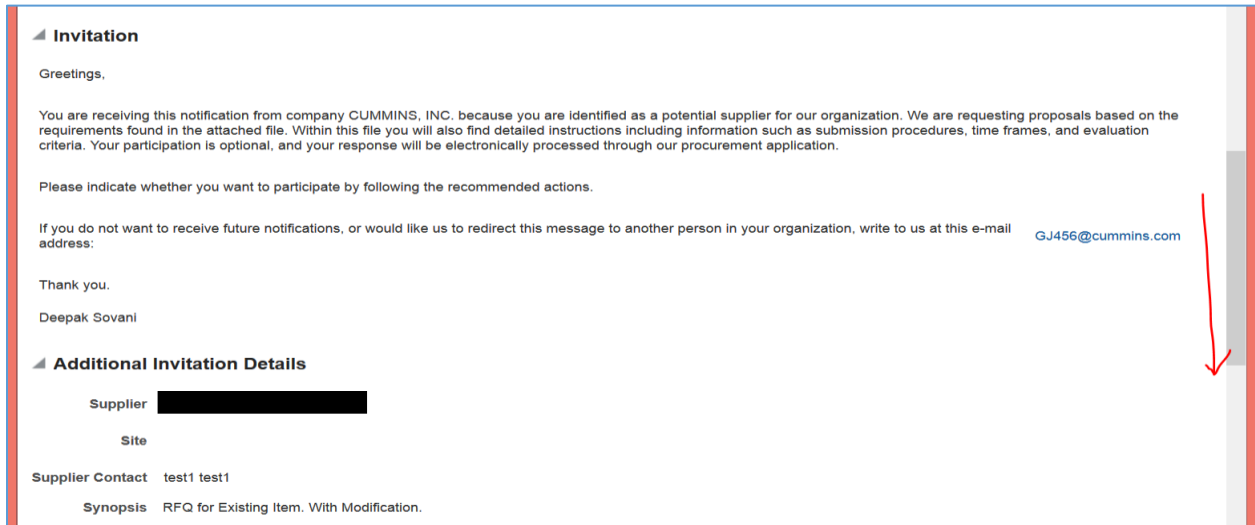 Invitation
Greetings,
You are receiving this notification from company CUMMINS, INC. because you are identified as a potential supplier for our organization. We are requesting proposals based on the
requirements found in the attached file. Within this file you will also find detailed instructions including information such as submission procedures, time frames, and evaluation
criteria. Your participation is optional, and your response will be electronically processed through our procurement application.
Please indicate whether you want to participate by following the recommended actions.
If you do not want to receive future notifications, or would like us to redirect this message to another person in your organization, write to us at this e-mail
address:
GJ456@cummins.com
Thank you.
Deepak Sovani
Additional Invitation Details
Supplier
Site
Supplier Contact test1 test1
Synopsis RFQ for Existing Item. With Modification.